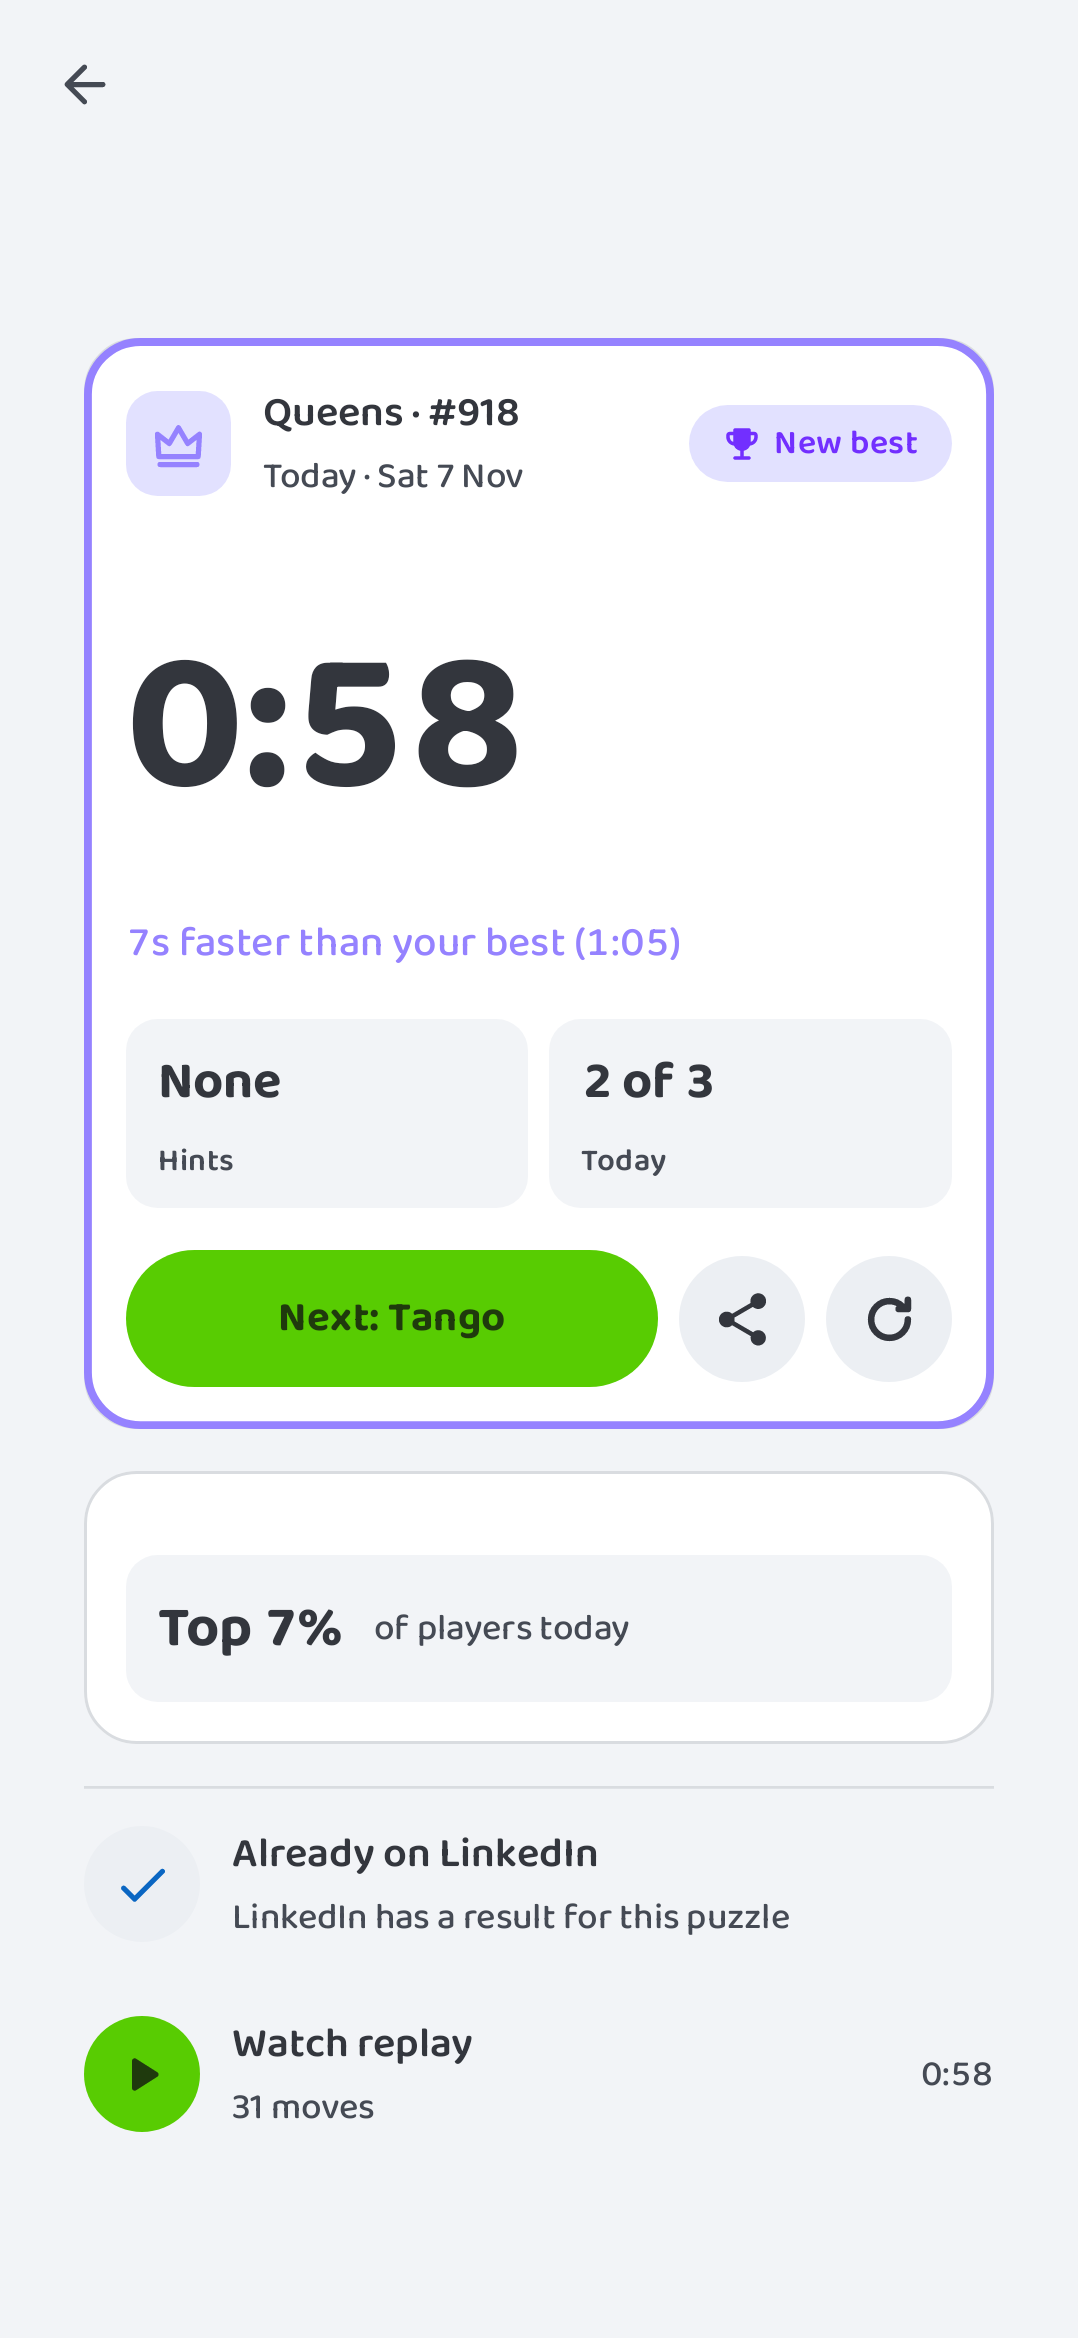 Queens · #918
Today · Sat 7 Nov
New best
0:58
7s faster than your best (1:05)
None
Hints
2 of 3
Today
Next: Tango
Top 7% of players today
Already on LinkedIn
LinkedIn has a result for this puzzle
Watch replay
31 moves
0:58